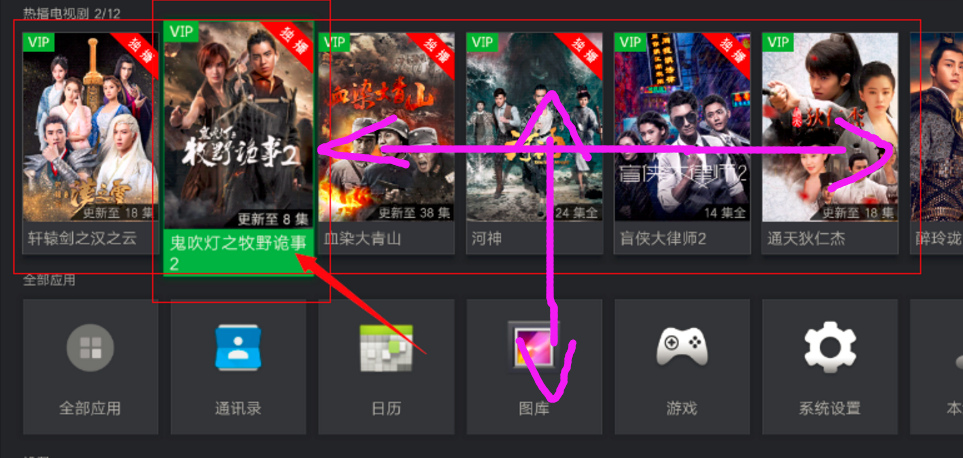 热播电视剧 2/12
VIP 独播
VIP
VIP 独播
VIP 独播
VIP 独播
VIP
血染大青山
鬼吹灯之
牧野诡事2
盲侠大律师2
更新至 18 集
更新至 8 集
更新至 38 集
24 集全
14 集全
更新至 18 集
轩辕剑之汉之云
鬼吹灯之牧野诡事
2
血染大青山
河神
盲侠大律师2
通天狄仁杰
醉玲珑
全部应用
全部应用
通讯录
日历
图库
游戏
系统设置
本